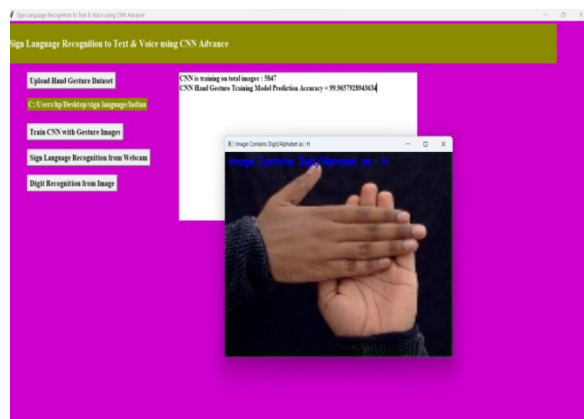 Sign Language Recognition to Text & Voice using CNN Advance
Sign Language Recognition to Text & Voice using CNN Advance
Upload Hand Gesture Dataset
C:/Users/hp/Desktop/sign language/Indian
Train CNN with Gesture Images
Sign Language Recognition from Webcam
Digit Recognition from Image
CNN is training on total images : 5847
CNN Hand Gesture Training Model Prediction Accuracy = 99.9657928943634
Image Contains Digit/Alphabet as : H
Image Contains Digit/Alphabet as : H